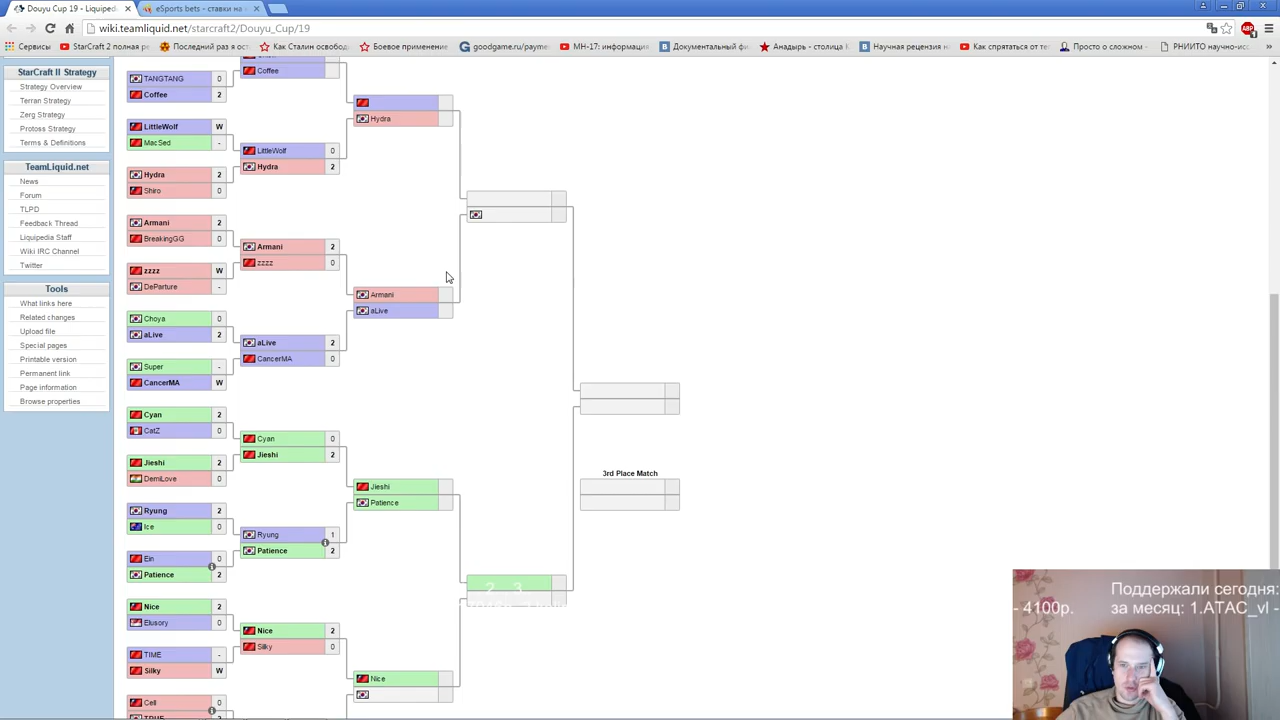 Douyu Cup 19 - Liquipedi
eSports bets - ставки на
wiki.teamliquid.net/starcraft2/Douyu_Cup/19
Сервисы
StarCraft 2 полная ре
Последний раз я ост
Как Сталин освобод
Боевое применение
goodgame.ru/payme
МН-17: информаци
Документальный ф
Анадырь - столица
Научная рецензия н
Как спрятаться от те
Просто о сложном -
РНИИТО научно-исс
StarCraft II Strategy
Strategy Overview
Terran Strategy
Zerg Strategy
Protoss Strategy
Terms & Definitions
TeamLiquid.net
News
Forum
TLPD
Feedback Thread
Liquipedia Staff
Wiki IRC Channel
Twitter
Tools
What links here
Related changes
Upload file
Special pages
Printable version
Permanent link
Page information
Browse properties
TANGTANG 0
Coffee 2
LittleWolf W
MacSed -
Hydra 2
Shiro 0
Armani 2
BreakingGG 0
zzzz W
DeParture -
Choya 0
aLive 2
Super -
CancerMA W
Cyan 2
CatZ 0
Jieshi 2
DemiLove 0
Ryung 2
Ice 0
Ein 0
Patience 2
Nice 2
Elusory 0
TIME -
Silky W
Cell 0
TRUE
Coffee
LittleWolf 0
Hydra 2
Armani 2
zzzz 0
aLive 2
CancerMA 0
Cyan 0
Jieshi 2
Ryung 1
Patience 2
Nice 2
Silky 0
Hydra
Armani
aLive
Jieshi
Patience
Nice
2 3
3rd Place Match
Поддержали сегодня:
- 4100р. за месяц: 1.ATAC_vl -